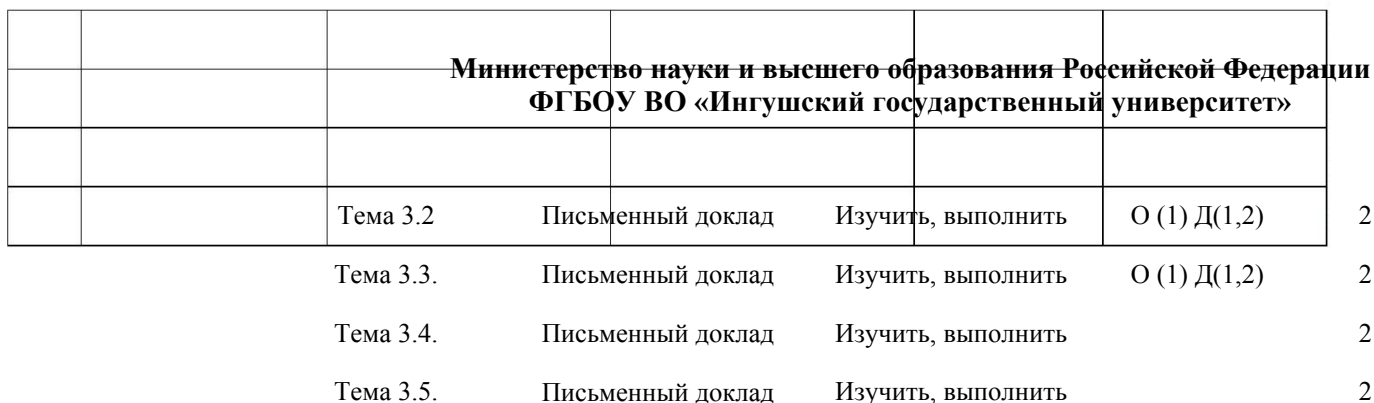 Министерство науки и высшего образования Российской Федерации
ФГБОУ ВО «Ингушский государственный университет»
Тема 3.2 Письменный доклад Изучить, выполнить О (1) Д(1,2) 2
Тема 3.3. Письменный доклад Изучить, выполнить О (1) Д(1,2) 2
Тема 3.4. Письменный доклад Изучить, выполнить 2
Тема 3.5. Письменный доклад Изучить, выполнить 2